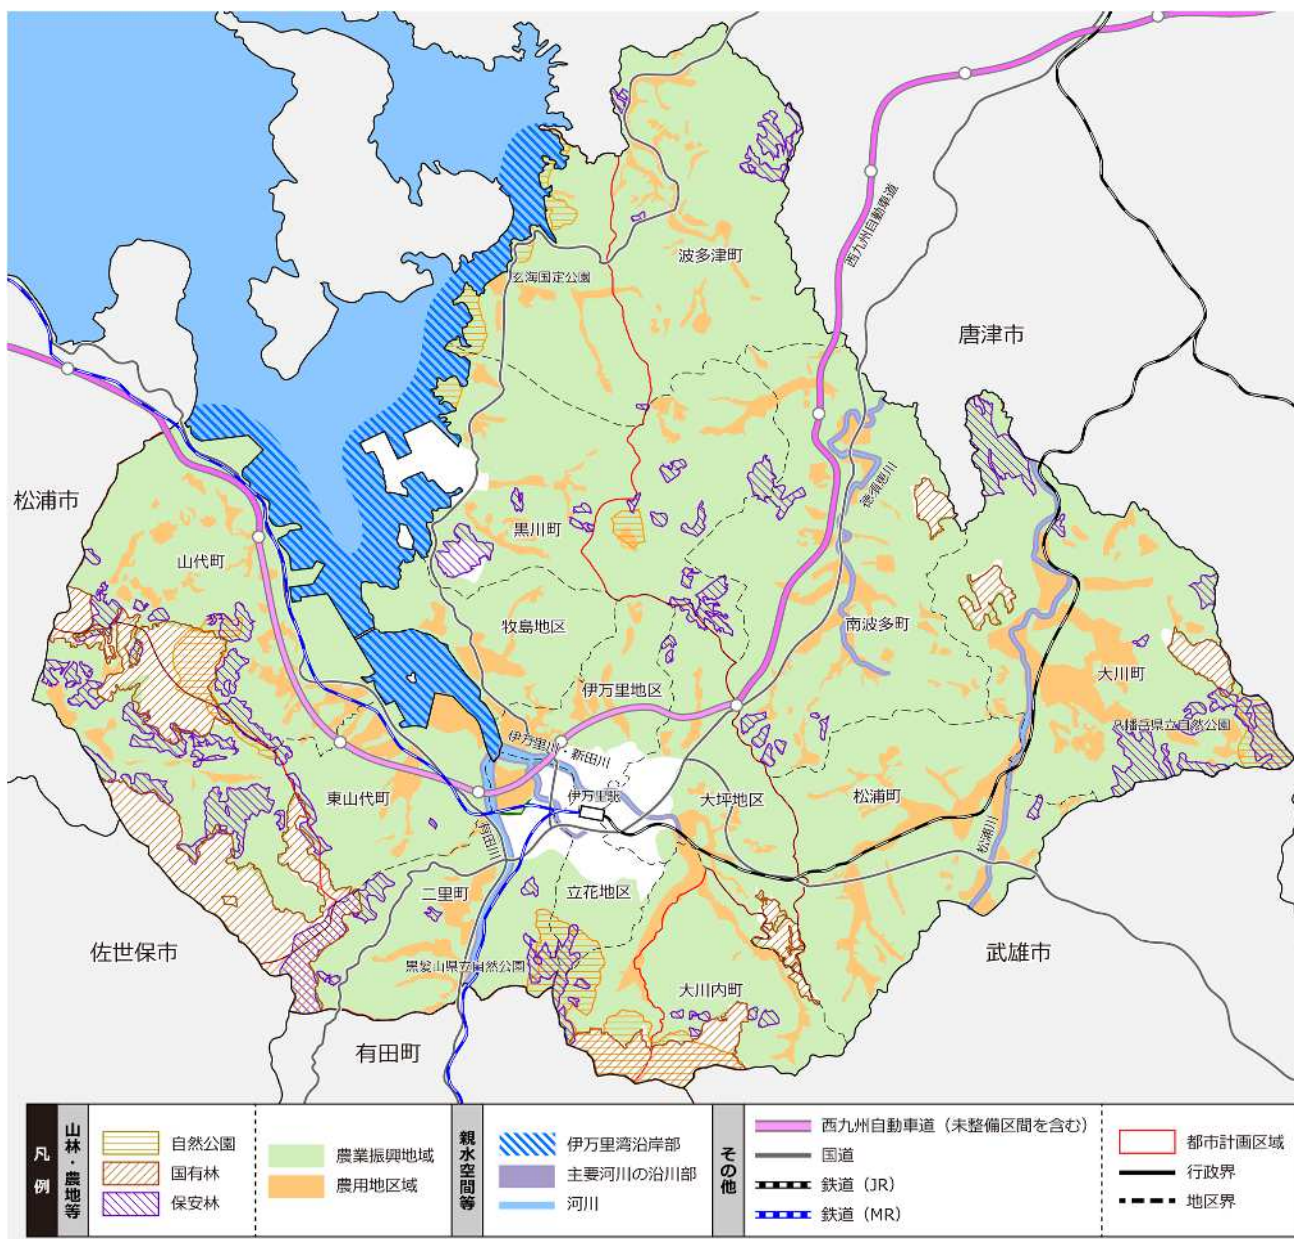 波多津町
西九州自動車道
玄海国定公園
唐津市
松浦市
徳須恵川
黒川町
山代町
牧島地区
南波多町
大川町
伊万里地区
八幡岳県立自然公園
伊万里川・新田川
伊万里駅
東山代町
大坪地区
松浦町
有田川
松浦川
二里町
立花地区
佐世保市
武雄市
黒髪山県立自然公園
大川内町
有田町
凡例
山林・農地等
自然公園
国有林
保安林
農業振興地域
農用地区域
親水空間等
伊万里湾沿岸部
主要河川の沿川部
河川
その他
西九州自動車道（未整備区間を含む）
国道
鉄道（JR）
鉄道（MR）
都市計画区域
行政界
地区界